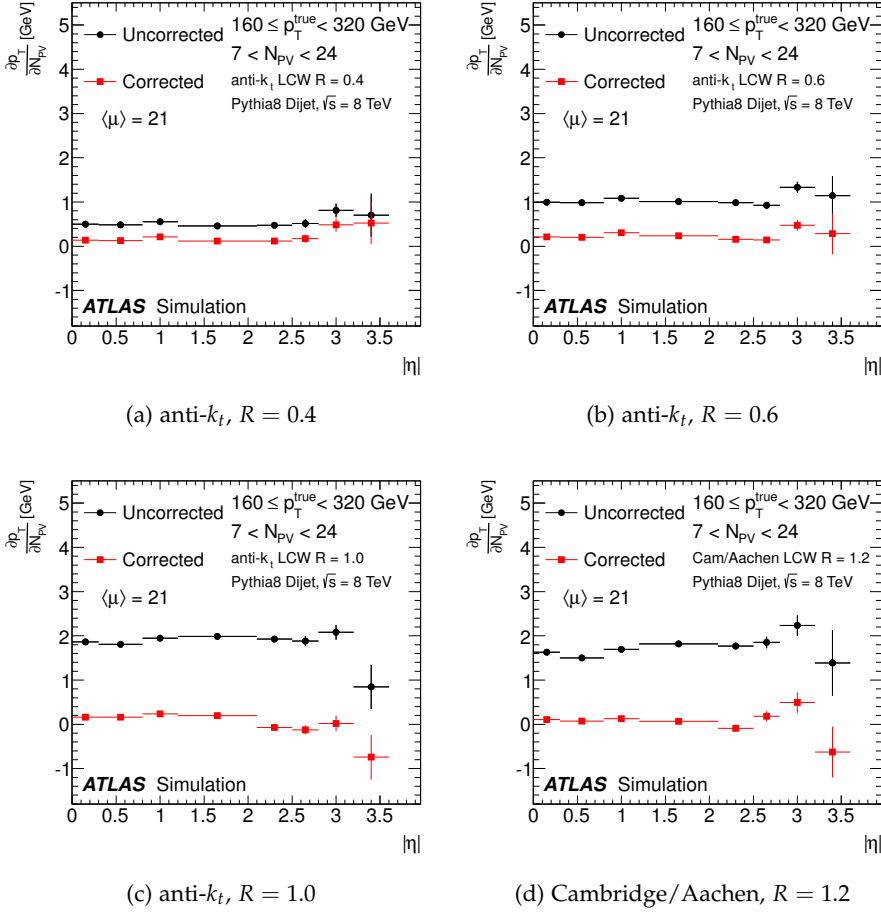 ∂p_T/∂N_PV [GeV]
5
4
3
2
1
0
-1
Uncorrected
Corrected
⟨μ⟩ = 21
160 ≤ p_T^true < 320 GeV
7 < N_PV < 24
anti-k_t LCW R = 0.4
Pythia8 Dijet, √s = 8 TeV
ATLAS Simulation
0 0.5 1 1.5 2 2.5 3 3.5
|η|
(a) anti-k_t, R = 0.4
∂p_T/∂N_PV [GeV]
5
4
3
2
1
0
-1
Uncorrected
Corrected
⟨μ⟩ = 21
160 ≤ p_T^true < 320 GeV
7 < N_PV < 24
anti-k_t LCW R = 0.6
Pythia8 Dijet, √s = 8 TeV
ATLAS Simulation
0 0.5 1 1.5 2 2.5 3 3.5
|η|
(b) anti-k_t, R = 0.6
∂p_T/∂N_PV [GeV]
5
4
3
2
1
0
-1
Uncorrected
Corrected
⟨μ⟩ = 21
160 ≤ p_T^true < 320 GeV
7 < N_PV < 24
anti-k_t LCW R = 1.0
Pythia8 Dijet, √s = 8 TeV
ATLAS Simulation
0 0.5 1 1.5 2 2.5 3 3.5
|η|
(c) anti-k_t, R = 1.0
∂p_T/∂N_PV [GeV]
5
4
3
2
1
0
-1
Uncorrected
Corrected
⟨μ⟩ = 21
160 ≤ p_T^true < 320 GeV
7 < N_PV < 24
Cam/Aachen LCW R = 1.2
Pythia8 Dijet, √s = 8 TeV
ATLAS Simulation
0 0.5 1 1.5 2 2.5 3 3.5
|η|
(d) Cambridge/Aachen, R = 1.2